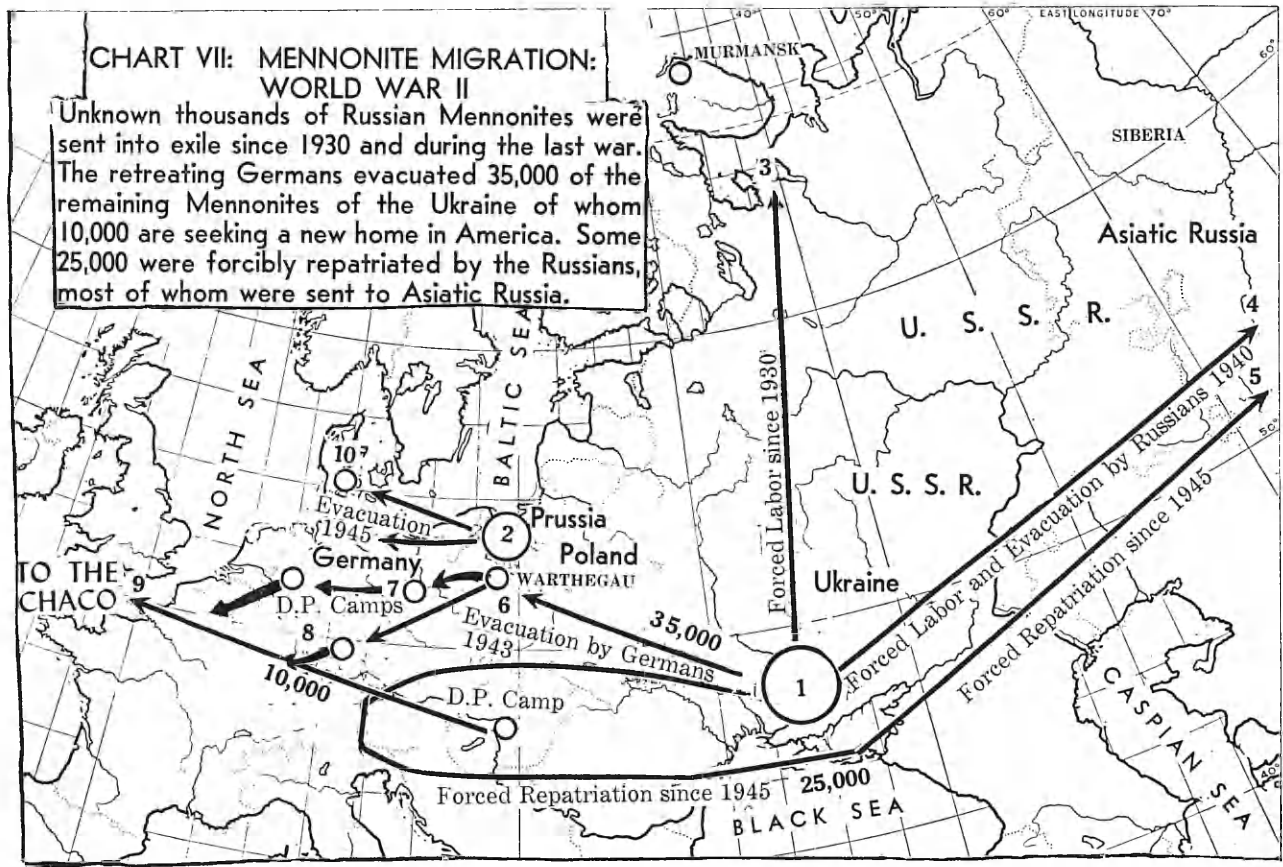 CHART VII: MENNONITE MIGRATION:
WORLD WAR II
Unknown thousands of Russian Mennonites were
sent into exile since 1930 and during the last war.
The retreating Germans evacuated 35,000 of the
remaining Mennonites of the Ukraine of whom
10,000 are seeking a new home in America. Some
25,000 were forcibly repatriated by the Russians,
most of whom were sent to Asiatic Russia.
40°
50°
60°
EAST LONGITUDE 70°
60°
MURMANSK
SIBERIA
3
Asiatic Russia
U. S. S. R.
4
5
50
NORTH SEA
BALTIC SEA
Forced Labor since 1930
Forced Labor and Evacuation by Russians 1940
Forced Repatriation since 1945
U. S. S. R.
10
Evacuation
1945
2
Prussia
Poland
Germany
WARTHEGAU
TO THE
CHACO
9
D.P. Camps
7
6
8
Evacuation by Germans
1943
35,000
Ukraine
1
10,000
D.P. Camp
Forced Repatriation since 1945
25,000
BLACK SEA
CASPIAN SEA
40°